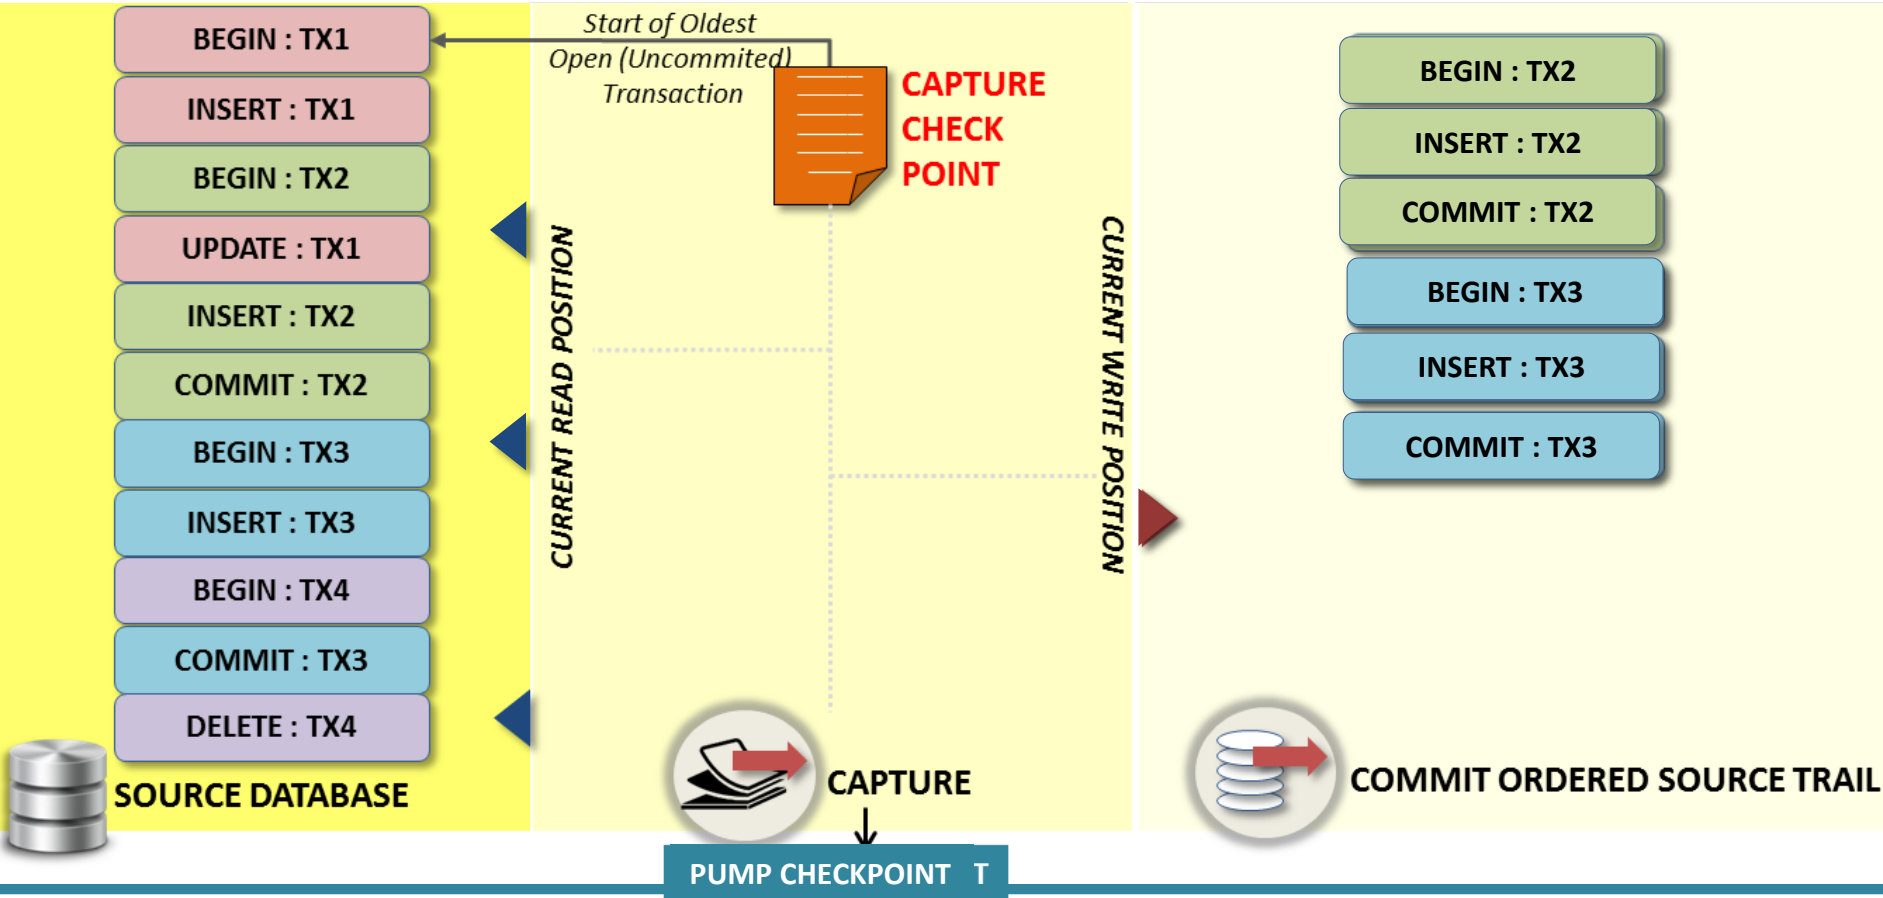 BEGIN : TX1
INSERT : TX1
BEGIN : TX2
UPDATE : TX1
INSERT : TX2
COMMIT : TX2
BEGIN : TX3
INSERT : TX3
BEGIN : TX4
COMMIT : TX3
DELETE : TX4
SOURCE DATABASE
Start of Oldest
Open (Uncommited)
Transaction
CAPTURE
CHECK
POINT
CURRENT READ POSITION
CURRENT WRITE POSITION
CAPTURE
BEGIN : TX2
INSERT : TX2
COMMIT : TX2
BEGIN : TX3
INSERT : TX3
COMMIT : TX3
COMMIT ORDERED SOURCE TRAIL
PUMP CHECKPOINT T